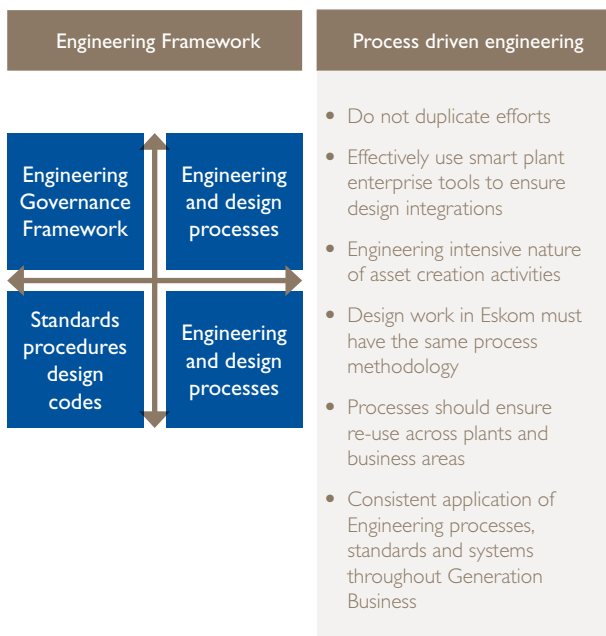 Engineering Framework
Engineering
Governance
Framework
Engineering
and design
processes
Standards
procedures
design
codes
Engineering
and design
processes
Process driven engineering
• Do not duplicate efforts
• Effectively use smart plant
enterprise tools to ensure
design integrations
• Engineering intensive nature
of asset creation activities
• Design work in Eskom must
have the same process
methodology
• Processes should ensure
re-use across plants and
business areas
• Consistent application of
Engineering processes,
standards and systems
throughout Generation
Business